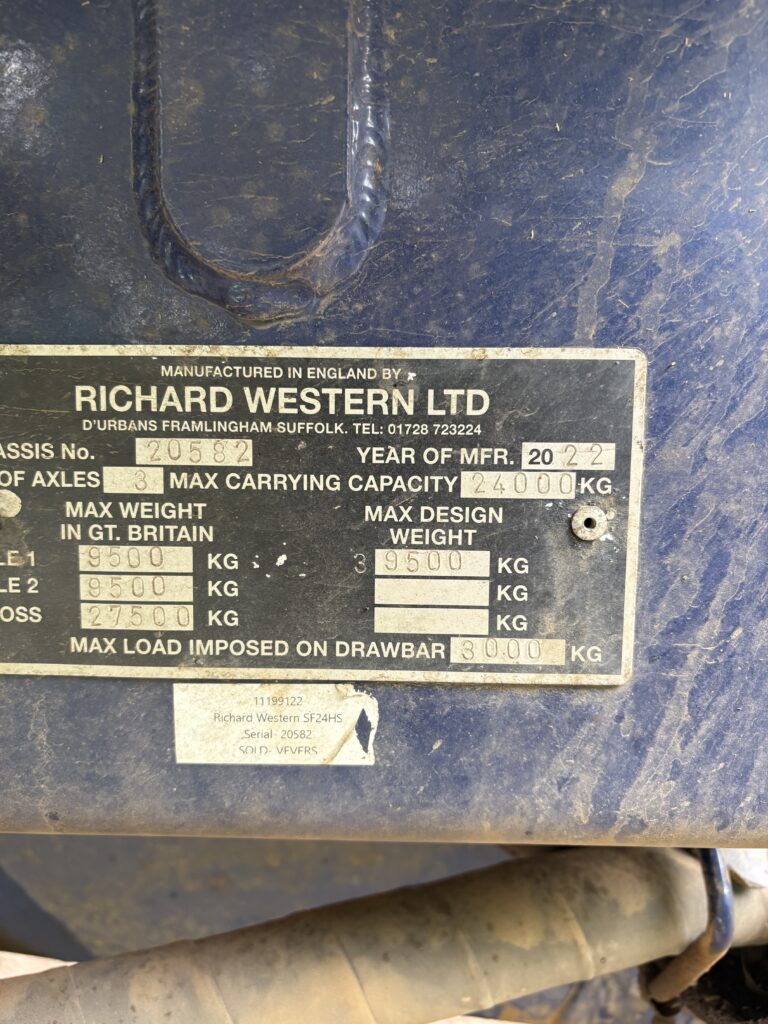 MANUFACTURED IN ENGLAND BY
RICHARD WESTERN LTD
D'URBANS FRAMLINGHAM SUFFOLK. TEL: 01728 723224
ASSIS No. 20582 YEAR OF MFR. 20 22
OF AXLES 3 MAX CARRYING CAPACITY 24000 KG
MAX WEIGHT IN GT. BRITAIN MAX DESIGN WEIGHT
LE 1 9500 KG 3 9500 KG
LE 2 9500 KG KG
OSS 27500 KG KG
MAX LOAD IMPOSED ON DRAWBAR 3000 KG
11199122
Richard Western SF24HS
Serial- 20582
SOLD- VEVERS